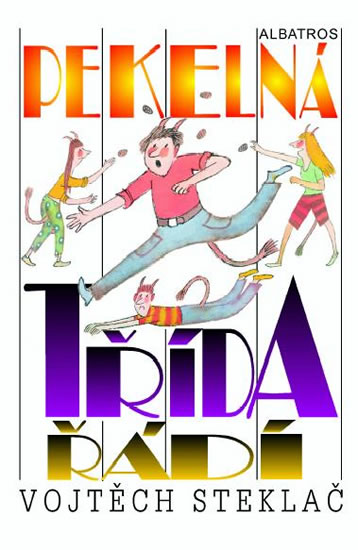 ALBATROS
PEKELNÁ
TŘÍDA
ŘÁDÍ
VOJTĚCH STEKLAČ